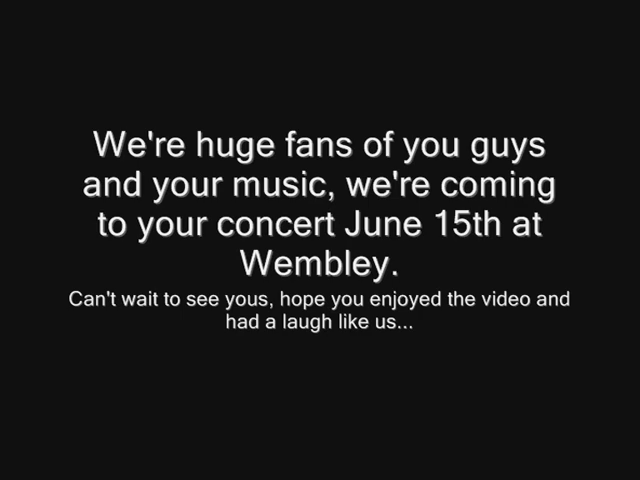 We're huge fans of you guys
and your music, we're coming
to your concert June 15th at
Wembley.
Can't wait to see yous, hope you enjoyed the video and
had a laugh like us...